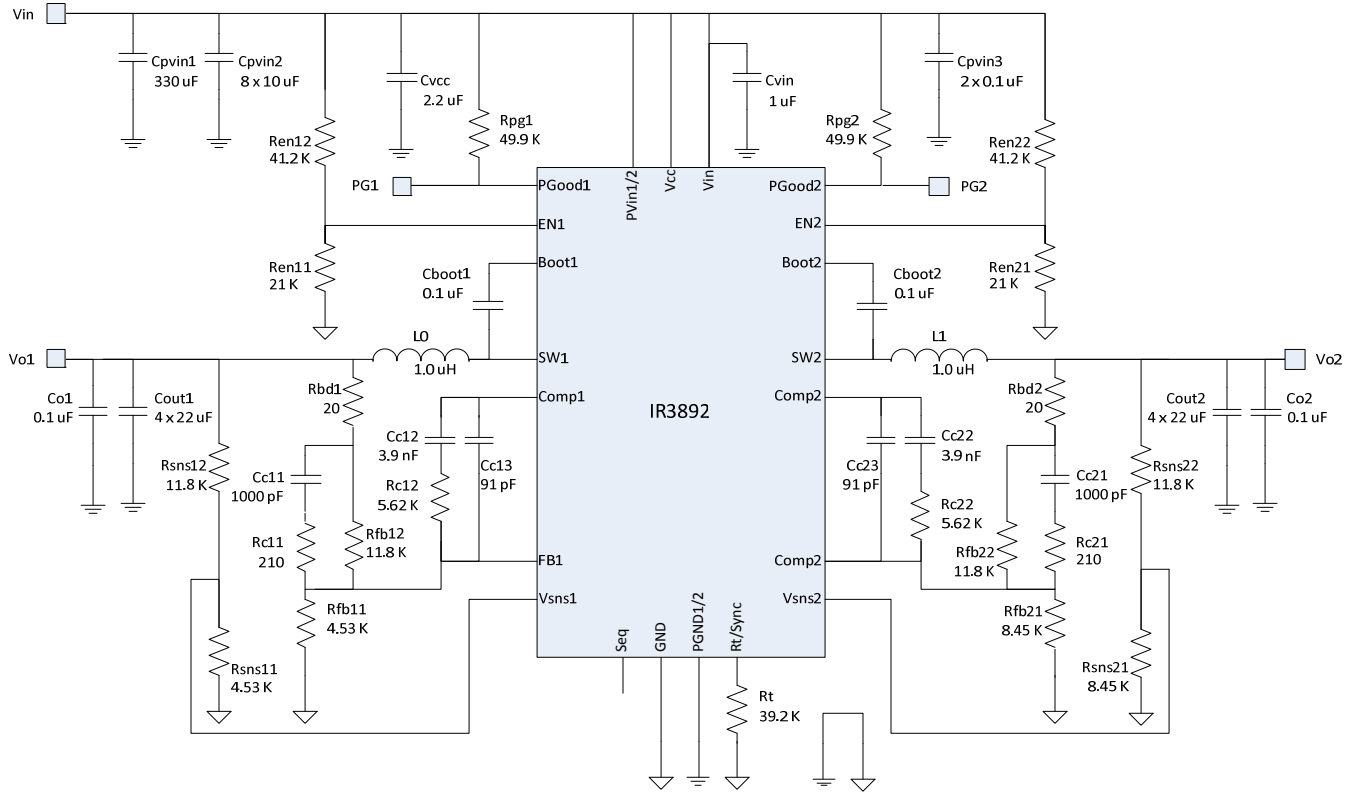 Vin
Cpvin1
330 uF
Cpvin2
8 x 10 uF
Cvcc
2.2 uF
Cvin
1 uF
Cpvin3
2 x 0.1 uF
Ren12
41.2 K
Rpg1
49.9 K
Rpg2
49.9 K
Ren22
41.2 K
PG1
PGood1
PVin1/2
Vcc
Vin
PGood2
PG2
EN1
EN2
Ren11
21 K
Boot1
Boot2
Ren21
21 K
Cboot1
0.1 uF
Cboot2
0.1 uF
Vo1
L0
1.0 uH
SW1
SW2
L1
1.0 uH
Vo2
Co1
0.1 uF
Cout1
4 x 22 uF
Rbd1
20
Comp1
IR3892
Comp2
Rbd2
20
Cout2
4 x 22 uF
Co2
0.1 uF
Rsns12
11.8 K
Cc11
1000 pF
Cc12
3.9 nF
Cc13
91 pF
Rc12
5.62 K
Cc23
91 pF
Cc22
3.9 nF
Rc22
5.62 K
Cc21
1000 pF
Rsns22
11.8 K
Rc11
210
Rfb12
11.8 K
FB1
Comp2
Rfb22
11.8 K
Rc21
210
Vsns1
Vsns2
Rfb11
4.53 K
Rfb21
8.45 K
Rsns11
4.53 K
Seq
GND
PGND1/2
Rt/Sync
Rsns21
8.45 K
Rt
39.2 K